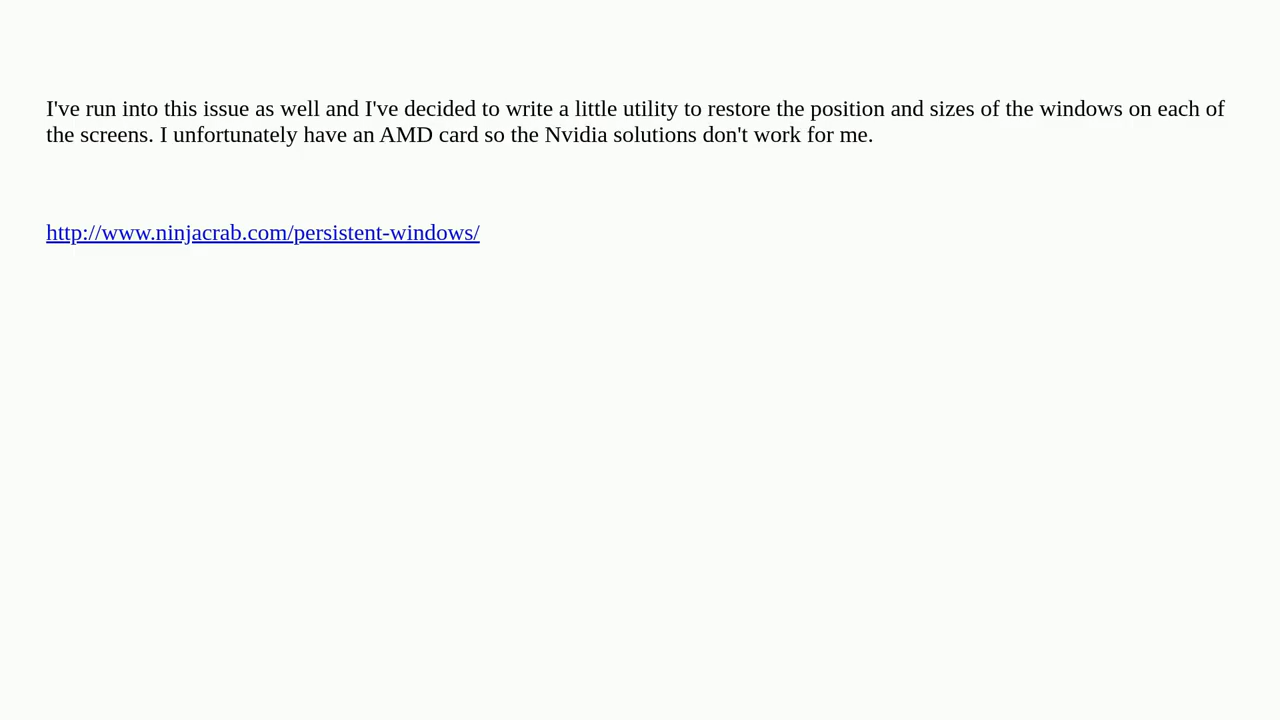 I've run into this issue as well and I've decided to write a little utility to restore the position and sizes of the windows on each of
the screens. I unfortunately have an AMD card so the Nvidia solutions don't work for me.
http://www.ninjacrab.com/persistent-windows/